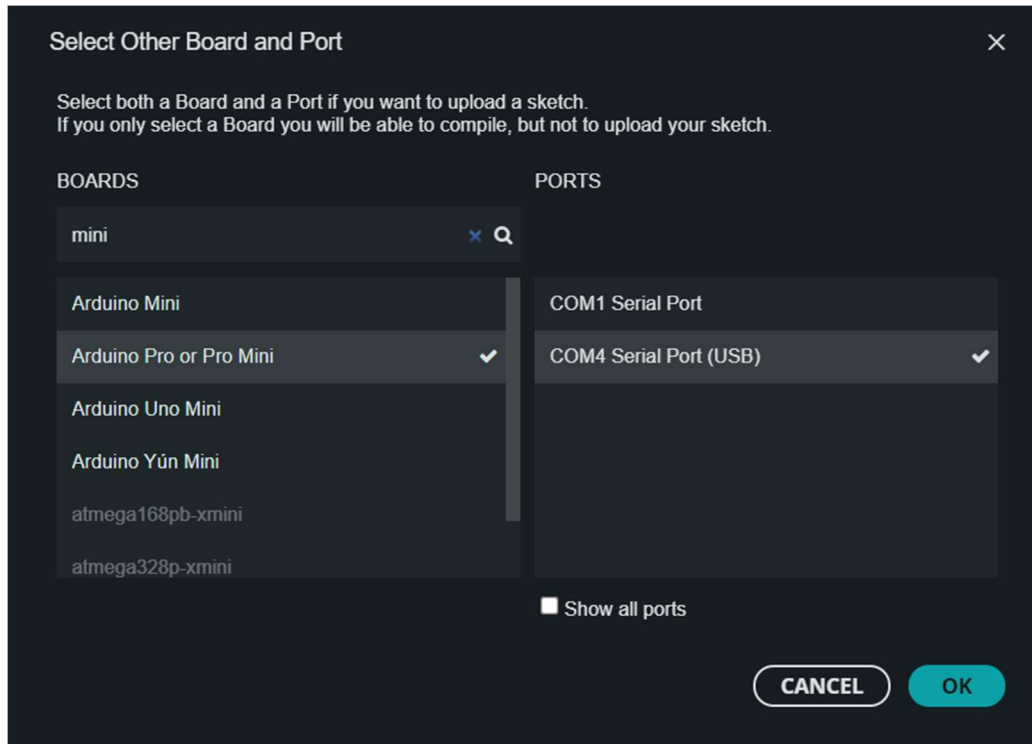 Select Other Board and Port
Select both a Board and a Port if you want to upload a sketch.
If you only select a Board you will be able to compile, but not to upload your sketch.
BOARDS
PORTS
mini
Arduino Mini
Arduino Pro or Pro Mini
Arduino Uno Mini
Arduino Yún Mini
atmega168pb-xmini
atmega328p-xmini
COM1 Serial Port
COM4 Serial Port (USB)
Show all ports
CANCEL
OK